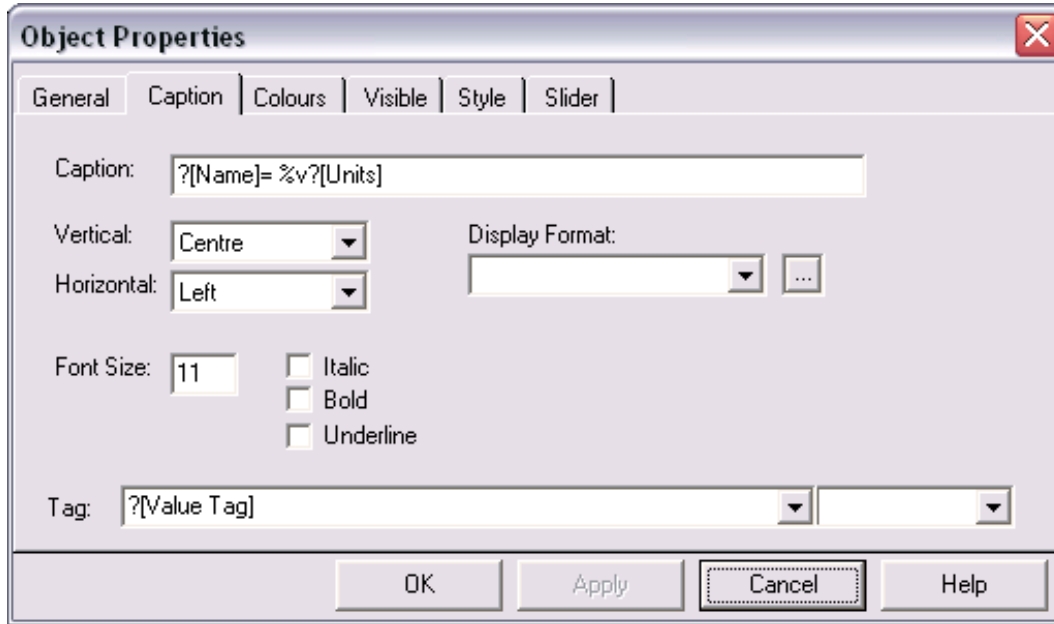 Object Properties
General Caption Colours Visible Style Slider
Caption: ?[Name]= %v?[Units]
Vertical: Centre Display Format:
Horizontal: Left ...
Font Size: 11 Italic
Bold
Underline
Tag: ?[Value Tag]
OK Apply Cancel Help